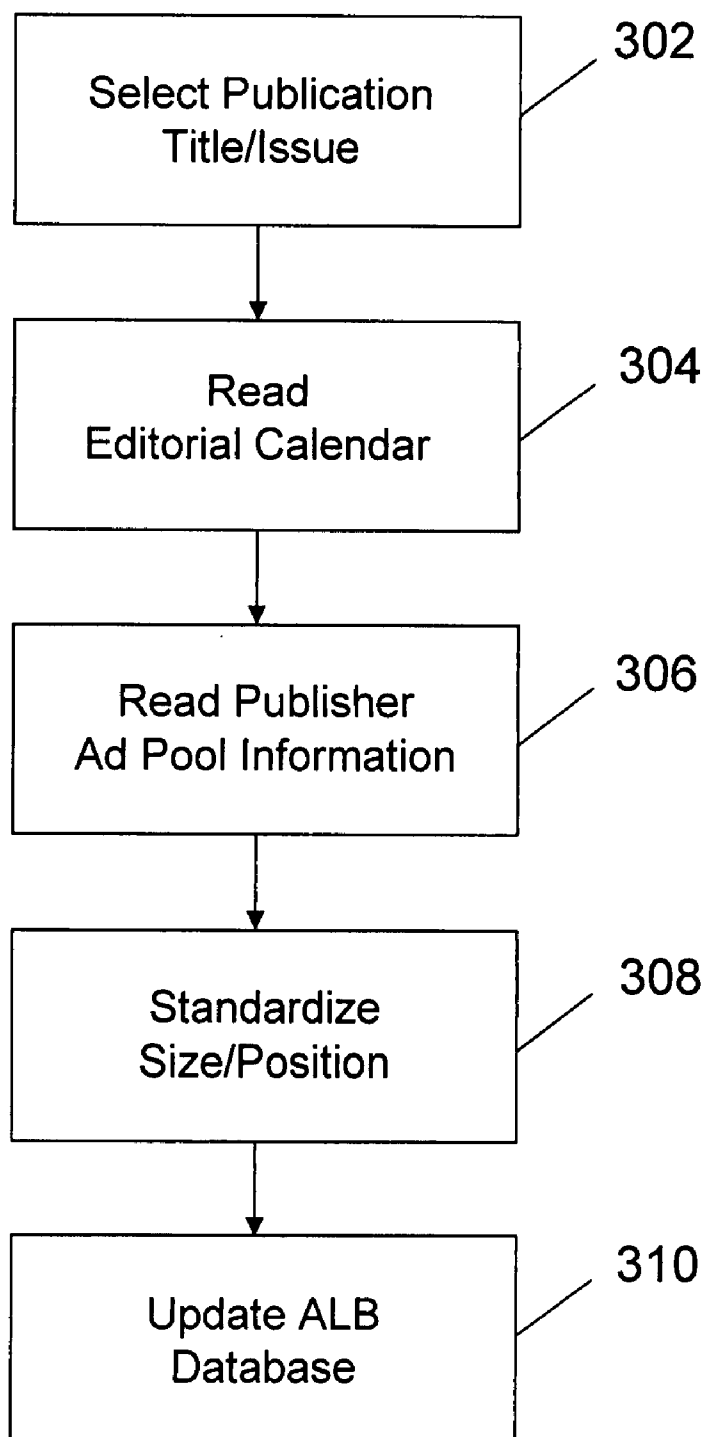 302
Select Publication
Title/Issue
304
Read
Editorial Calendar
306
Read Publisher
Ad Pool Information
308
Standardize
Size/Position
310
Update ALB
Database